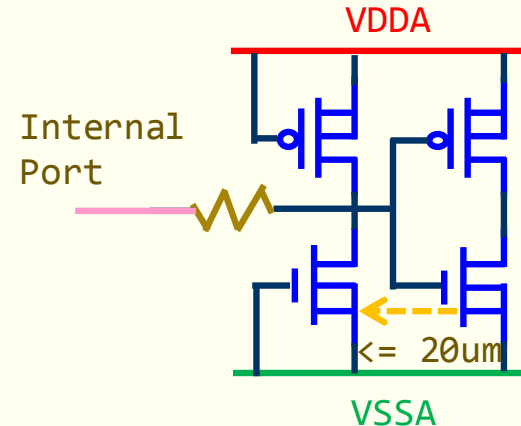 VDDA
Internal
Port
<= 20um
VSSA